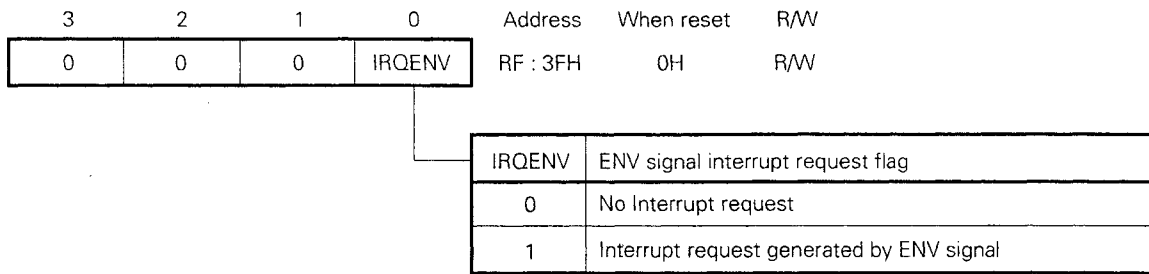 3 2 1 0 Address When reset R/W
0 0 0 IRQENV RF : 3FH 0H R/W
IRQENV ENV signal interrupt request flag
0 No Interrupt request
1 Interrupt request generated by ENV signal